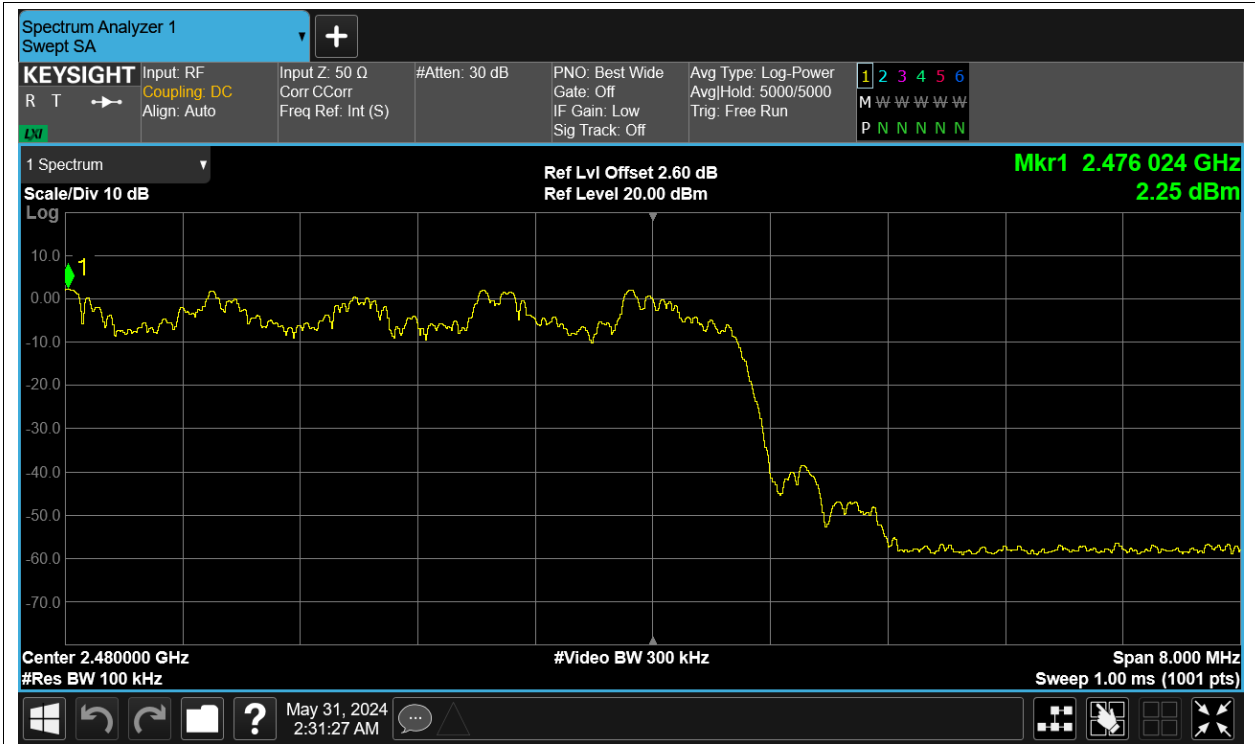 Spectrum Analyzer 1
Swept SA
+
KEYSIGHT
R T
LXI
Input: RF
Coupling: DC
Align: Auto
Input Z: 50 Ω
Corr CCorr
Freq Ref: Int (S)
#Atten: 30 dB
PNO: Best Wide
Gate: Off
IF Gain: Low
Sig Track: Off
Avg Type: Log-Power
Avg|Hold: 5000/5000
Trig: Free Run
1 2 3 4 5 6
M W W W W W
P N N N N N
1 Spectrum
Scale/Div 10 dB
Log
Ref Lvl Offset 2.60 dB
Ref Level 20.00 dBm
Mkr1 2.476 024 GHz
2.25 dBm
1
10.0
0.00
-10.0
-20.0
-30.0
-40.0
-50.0
-60.0
-70.0
Center 2.480000 GHz
#Video BW 300 kHz
Span 8.000 MHz
#Res BW 100 kHz
Sweep 1.00 ms (1001 pts)
?
May 31, 2024
2:31:27 AM